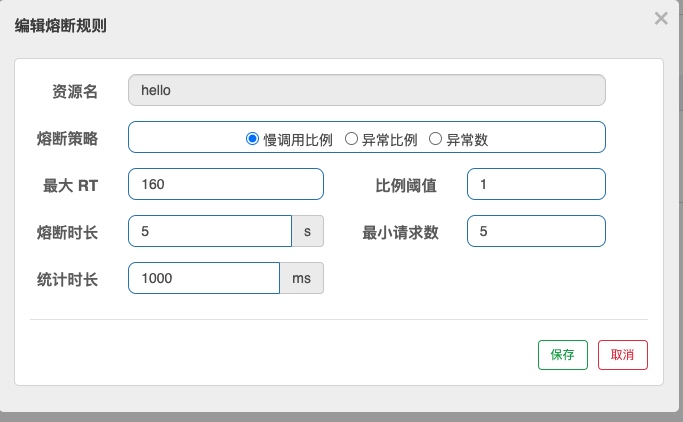 编辑熔断规则
×
资源名 hello
熔断策略 慢调用比例 异常比例 异常数
最大 RT 160 比例阈值 1
熔断时长 5 s 最小请求数 5
统计时长 1000 ms
保存 取消